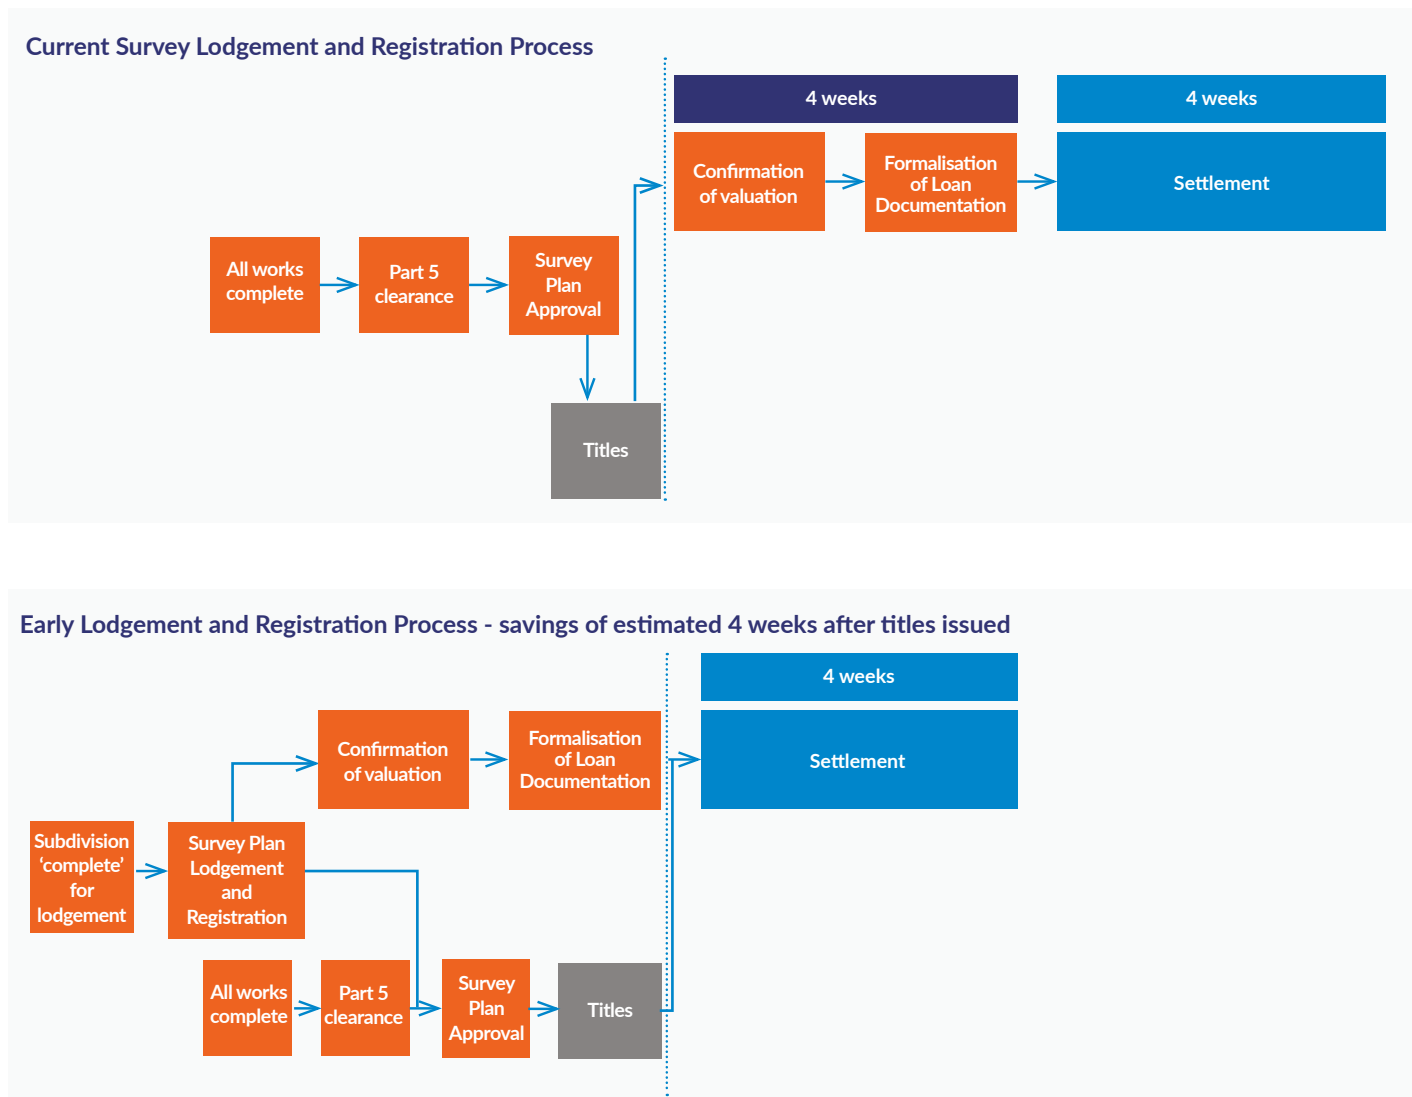 Current Survey Lodgement and Registration Process
4 weeks
4 weeks
Confirmation
of valuation
Formalisation
of Loan
Documentation
Settlement
All works
complete
Part 5
clearance
Survey
Plan
Approval
Titles
Early Lodgement and Registration Process - savings of estimated 4 weeks after titles issued
4 weeks
Confirmation
of valuation
Formalisation
of Loan
Documentation
Settlement
Subdivision
‘complete’
for
lodgement
Survey Plan
Lodgement
and
Registration
All works
complete
Part 5
clearance
Survey
Plan
Approval
Titles